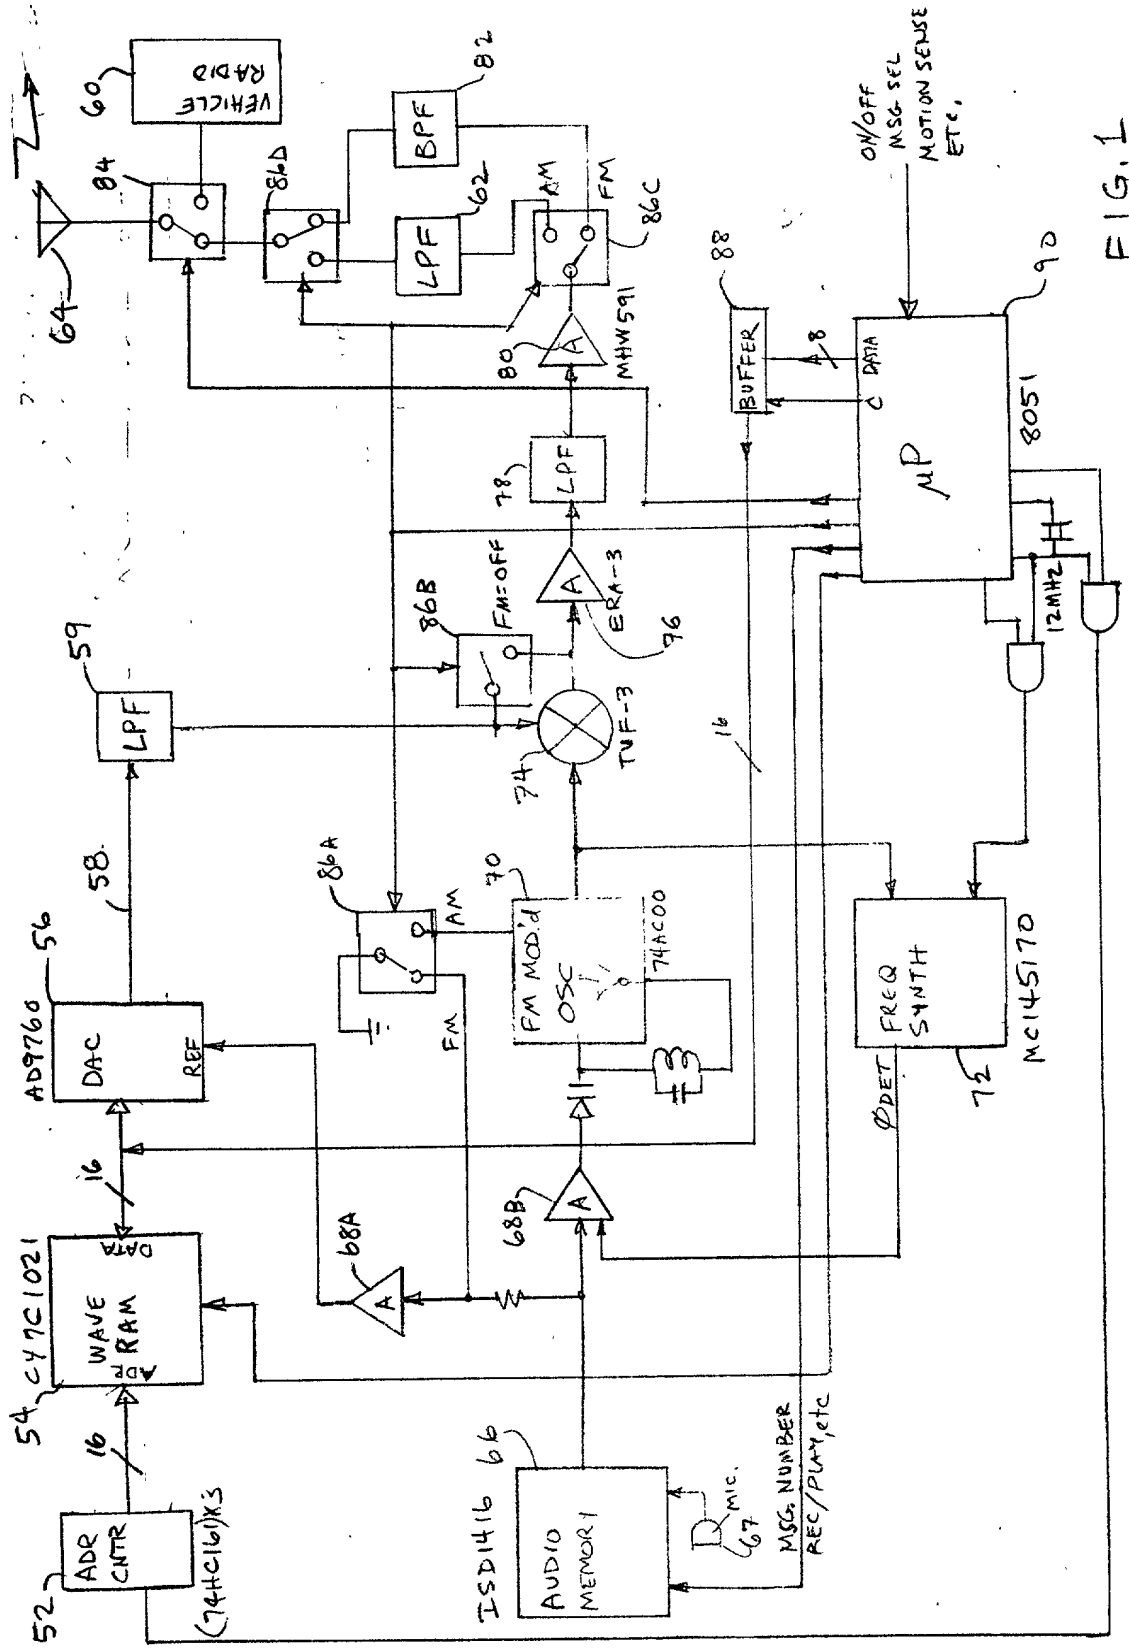 52
ADR
CNTR
(74HC161)X3
16
54
CY7C1021
WAVE
RAM
ADR
DATA
16
AD9760
56
DAC
REF
58
59
LPF
60
VEHICLE
RADIO
64
84
86D
82
BPF
62
LPF
AM
FM
86C
80
A
MHW591
78
LPF
A
ERA-3
76
86B
FM=OFF
74
TUF-3
86A
AM
FM
70
FM MOD'd
OSC
74AC00
68A
A
68B
A
ISD1416
66
AUDIO
MEMORY
67
MIC.
MSG. NUMBER
REC/PLAY, etc
ØDET
FREQ
SYNTH
72
MC145170
16
88
BUFFER
8
C
DATA
µP
8051
90
12MHz
ON/OFF
MSG SEL
MOTION SENSE
ETC.
FIG. 1